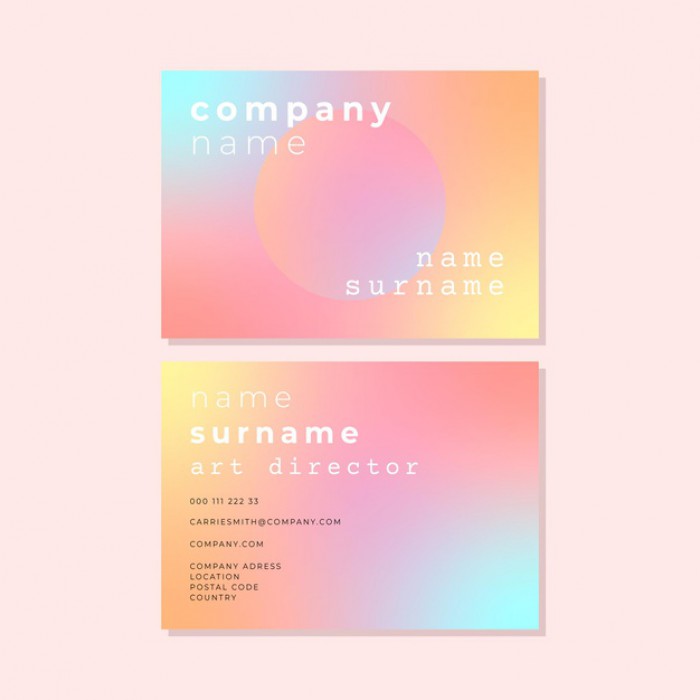 company
name
name
surname
name
surname
art director
000 111 222 33
CARRIESMITH@COMPANY.COM
COMPANY.COM
COMPANY ADRESS
LOCATION
POSTAL CODE
COUNTRY